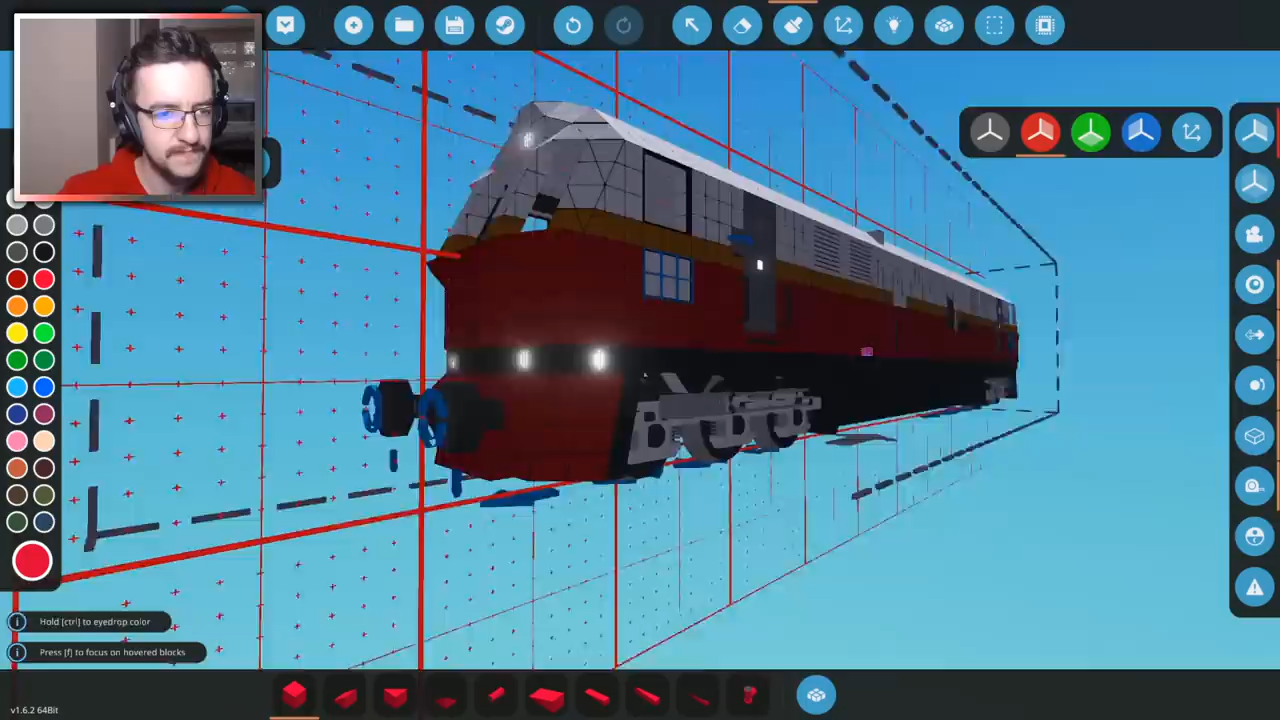 Hold [ctrl] to eyedrop color
Press [f] to focus on hovered blocks
v1.6.2 64Bit